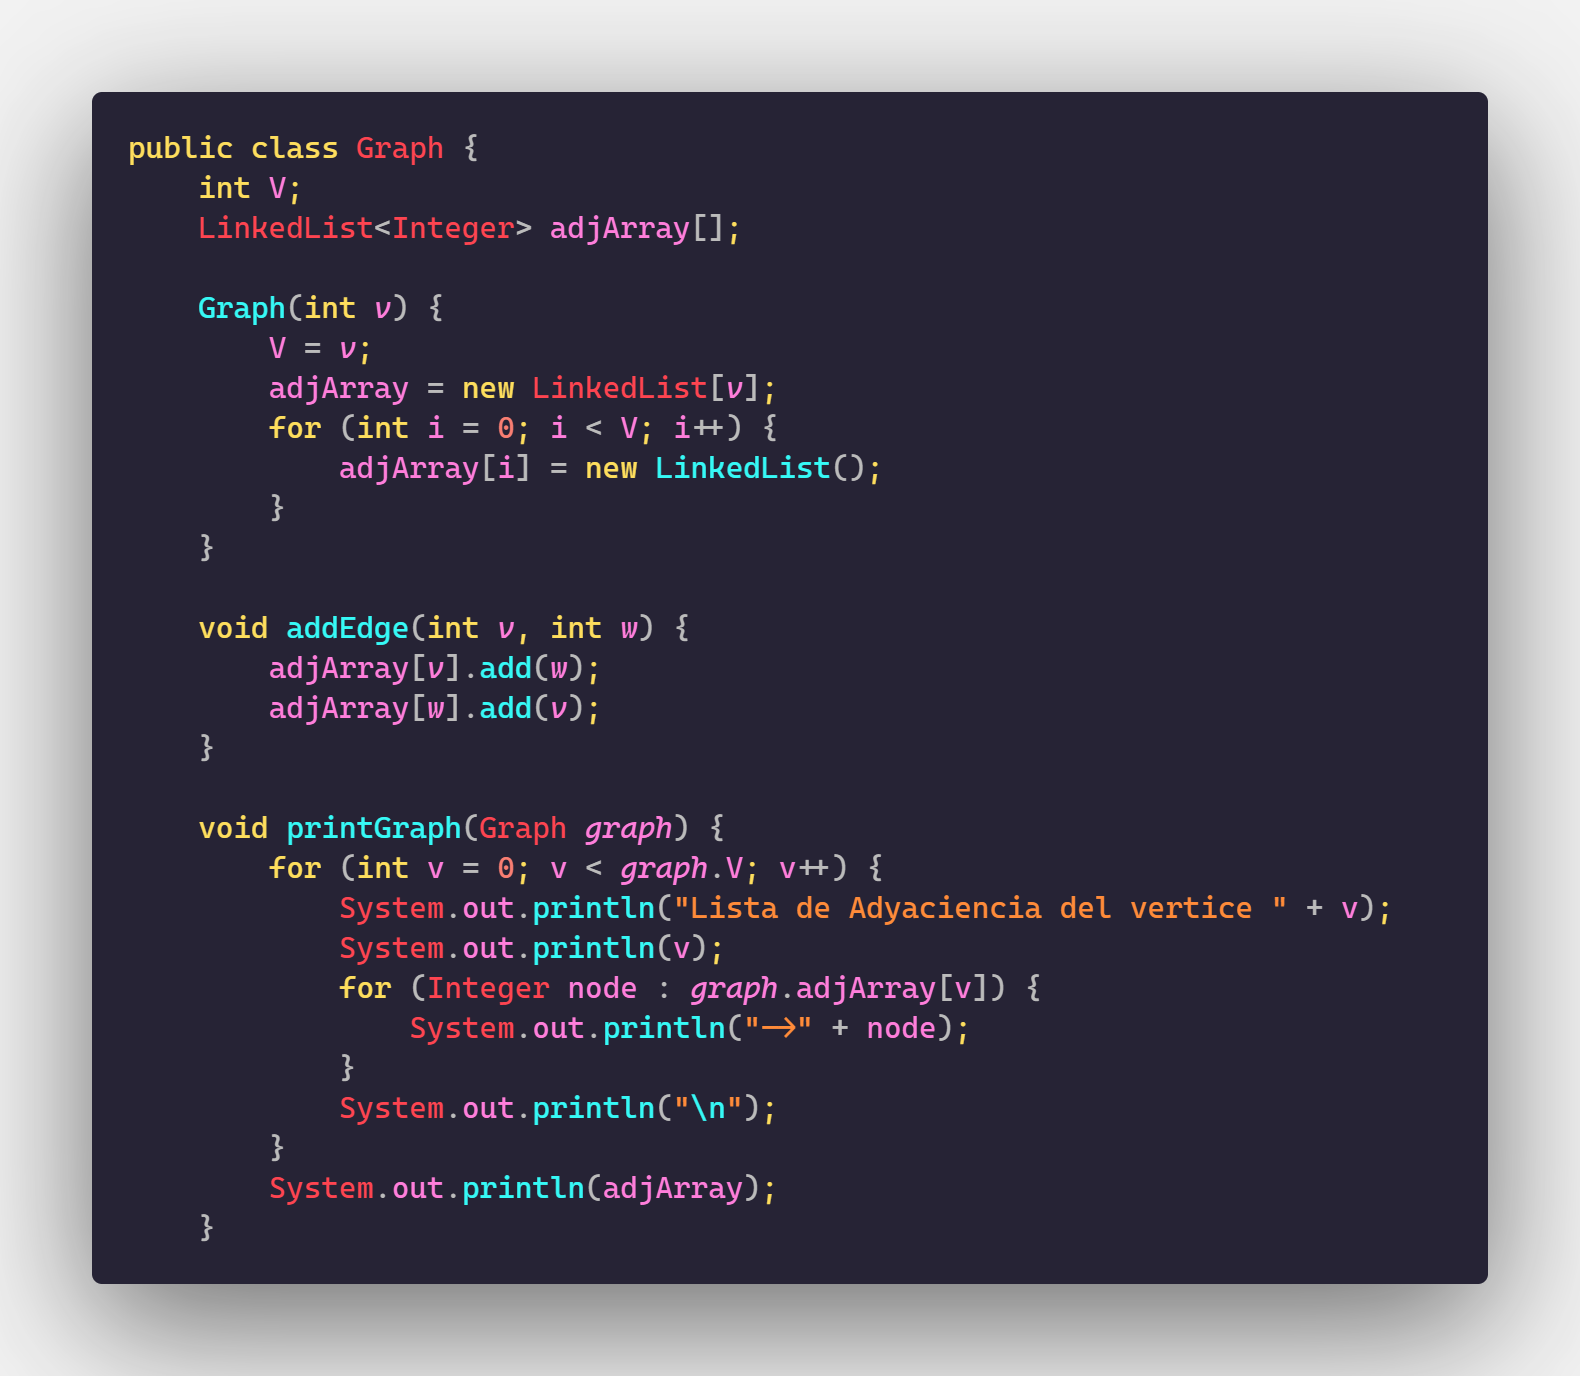 public class Graph {
    int V;
    LinkedList<Integer> adjArray[];

    Graph(int v) {
        V = v;
        adjArray = new LinkedList[v];
        for (int i = 0; i < V; i++) {
            adjArray[i] = new LinkedList();
        }
    }

    void addEdge(int v, int w) {
        adjArray[v].add(w);
        adjArray[w].add(v);
    }

    void printGraph(Graph graph) {
        for (int v = 0; v < graph.V; v++) {
            System.out.println("Lista de Adyaciencia del vertice " + v);
            System.out.println(v);
            for (Integer node : graph.adjArray[v]) {
                System.out.println("->" + node);
            }
            System.out.println("\n");
        }
        System.out.println(adjArray);
    }